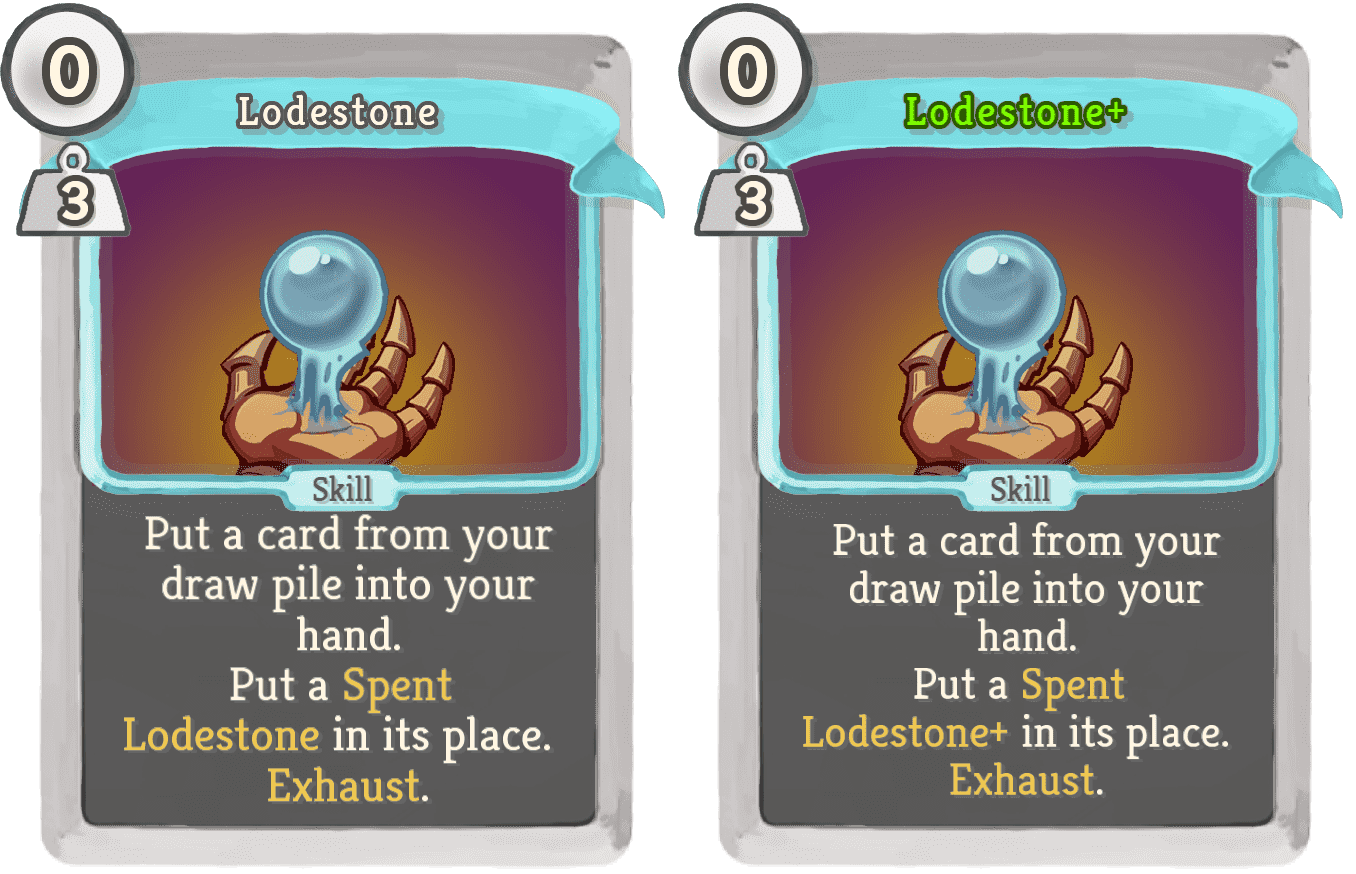 0
Lodestone
3
Skill
Put a card from your
draw pile into your
hand.
Put a Spent
Lodestone in its place.
Exhaust.
0
Lodestone+
3
Skill
Put a card from your
draw pile into your
hand.
Put a Spent
Lodestone+ in its place.
Exhaust.